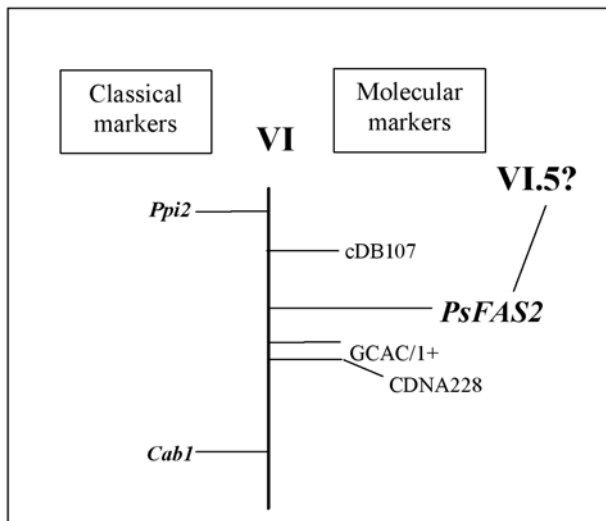 Classical
markers
Molecular
markers
VI
VI.5?
Ppi2
cDB107
PsFAS2
GCAC/1+
CDNA228
Cab1